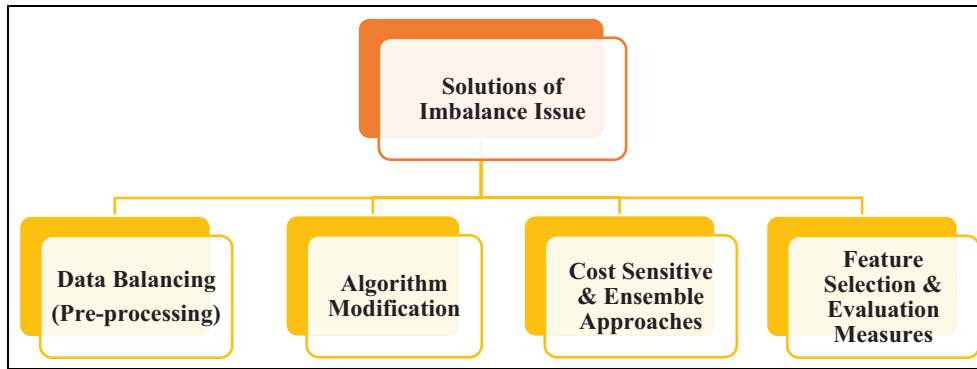 Solutions of
Imbalance Issue
Data Balancing
(Pre-processing)
Algorithm
Modification
Cost Sensitive
& Ensemble
Approaches
Feature
Selection &
Evaluation
Measures